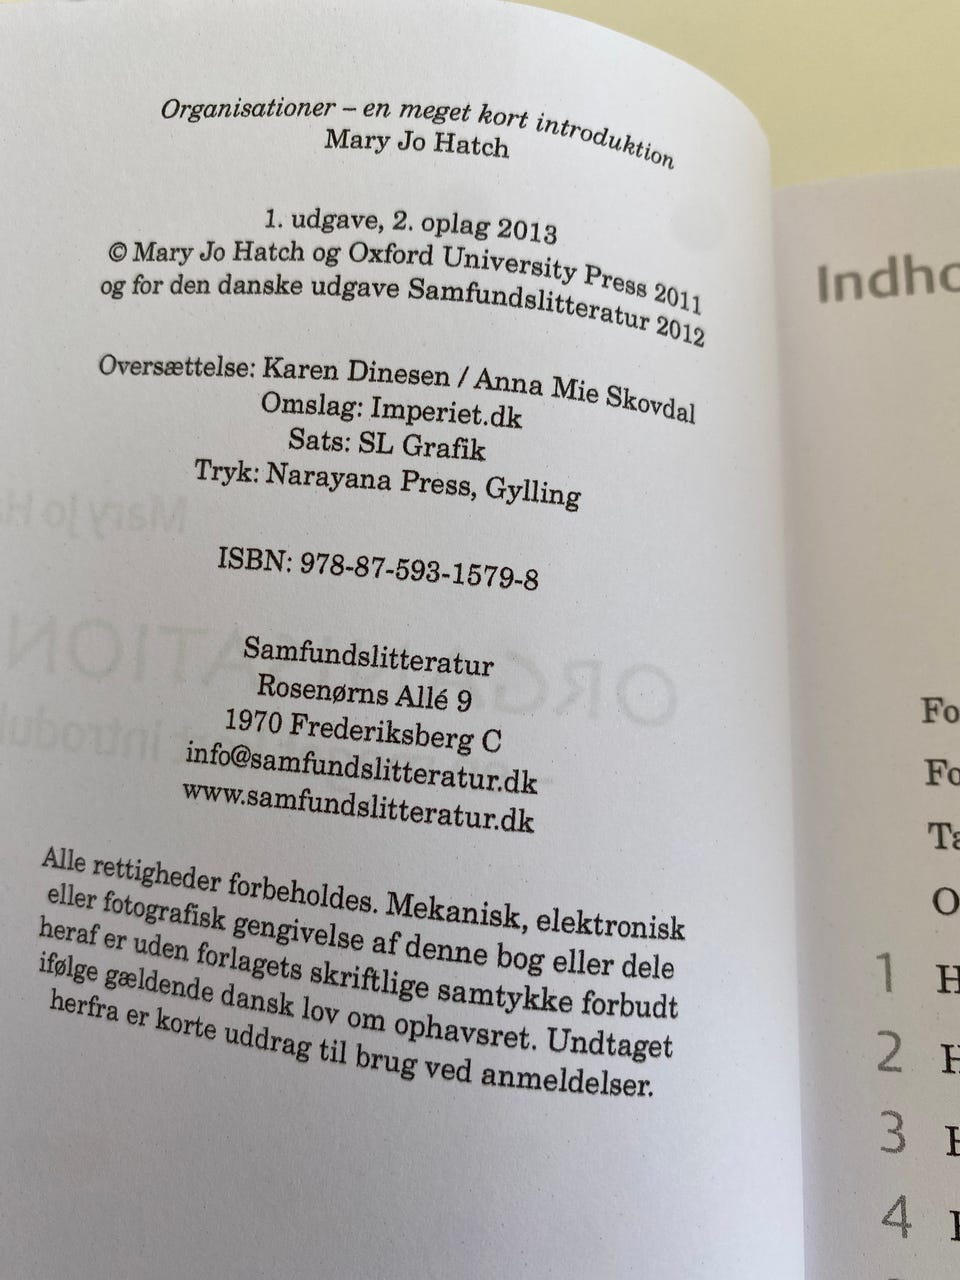 Organisationer – en meget kort introduktion
Mary Jo Hatch
1. udgave, 2. oplag 2013
© Mary Jo Hatch og Oxford University Press 2011
og for den danske udgave Samfundslitteratur 2012
Oversættelse: Karen Dinesen / Anna Mie Skovdal
Omslag: Imperiet.dk
Sats: SL Grafik
Tryk: Narayana Press, Gylling
ISBN: 978-87-593-1579-8
Samfundslitteratur
Rosenørns Allé 9
1970 Frederiksberg C
info@samfundslitteratur.dk
www.samfundslitteratur.dk
Alle rettigheder forbeholdes. Mekanisk, elektronisk
eller fotografisk gengivelse af denne bog eller dele
heraf er uden forlagets skriftlige samtykke forbudt
ifølge gældende dansk lov om ophavsret. Undtaget
herfra er korte uddrag til brug ved anmeldelser.
Indho
Fo
Fo
Ta
O
1 H
2 H
3
4